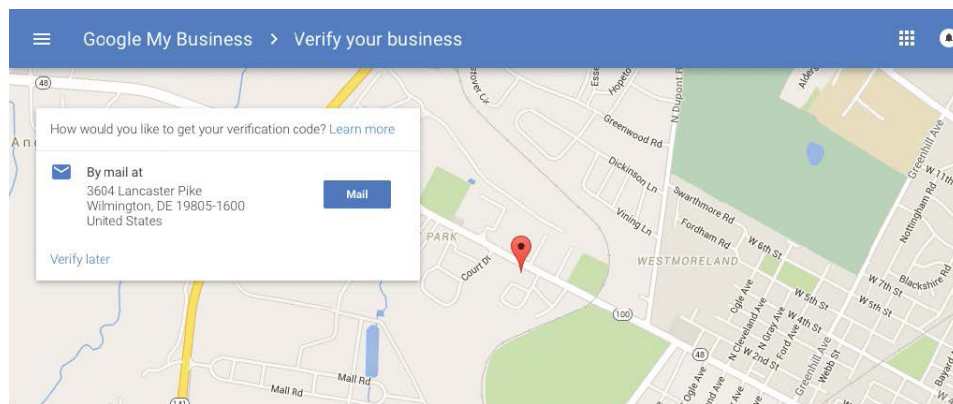 Google My Business > Verify your business
How would you like to get your verification code? Learn more
By mail at
3604 Lancaster Pike
Wilmington, DE 19805-1600
United States
Mail
Verify later
48
Greenwood Rd
N Dupont R
Greenhill Ave
Dickinson Ln
Swarthmore Rd
Vining Ln
Fordham Rd
W 11th
Nottingham Rd
PARK
Court Dr
WESTMORELAND
W 6th St
W 7th St
Blackshire Rd
W 5th St
W 5th St
W 4th St
Ogle Ave
N Cleveland Ave
N Gray Ave
Ford Ave
W 2nd St
100
48
Webb St
Greenhill Ave
Bayard
Mall Rd
Mall Rd
Ogle Ave
141